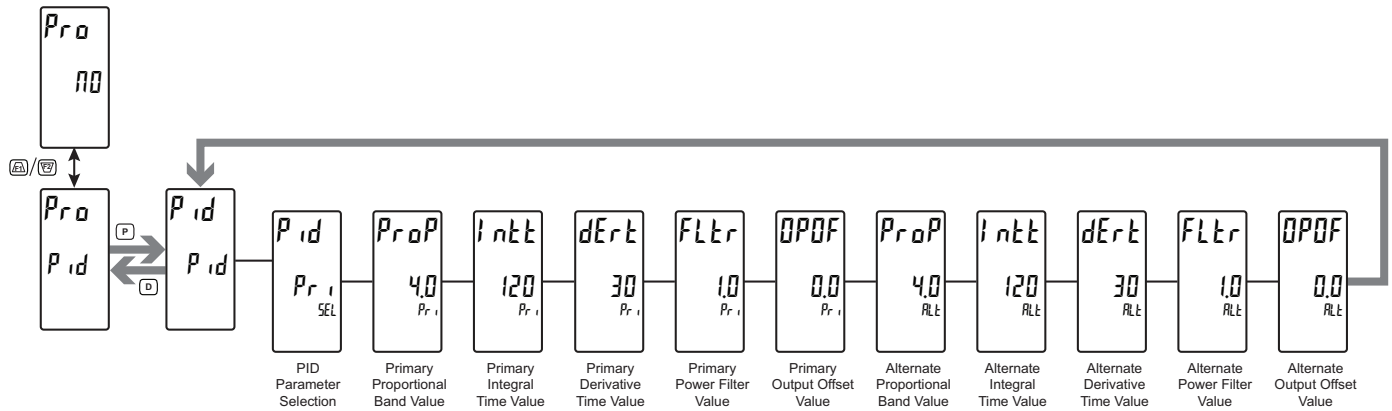 Pro
NO
F1/F2
Pro
Pid
P
D
Pid
Pid
Pid
Pri
SEL
PID
Parameter
Selection
ProP
4.0
Pri
Primary
Proportional
Band Value
Intt
120
Pri
Primary
Integral
Time Value
dErt
30
Pri
Primary
Derivative
Time Value
FLtr
1.0
Pri
Primary
Power Filter
Value
OPOF
0.0
Pri
Primary
Output Offset
Value
ProP
4.0
ALt
Alternate
Proportional
Band Value
Intt
120
ALt
Alternate
Integral
Time Value
dErt
30
ALt
Alternate
Derivative
Time Value
FLtr
1.0
ALt
Alternate
Power Filter
Value
OPOF
0.0
ALt
Alternate
Output Offset
Value